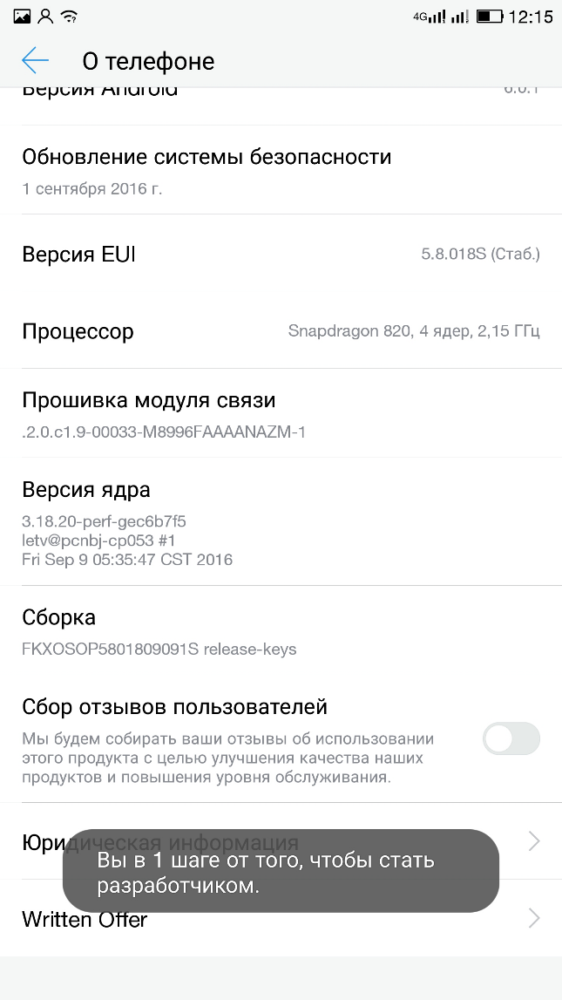 4G 12:15
О телефоне
Версия Android 6.0.1
Обновление системы безопасности
1 сентября 2016 г.
Версия EUI 5.8.018S (Стаб.)
Процессор Snapdragon 820, 4 ядер, 2,15 ГГц
Прошивка модуля связи
.2.0.c1.9-00033-M8996FAAAANAZM-1
Версия ядра
3.18.20-perf-gec6b7f5
letv@pcnbj-cp053 #1
Fri Sep 9 05:35:47 CST 2016
Сборка
FKXOSOP5801809091S release-keys
Сбор отзывов пользователей
Мы будем собирать ваши отзывы об использовании
этого продукта с целью улучшения качества наших
продуктов и повышения уровня обслуживания.
Юридическая информация
Вы в 1 шаге от того, чтобы стать
разработчиком.
Written Offer